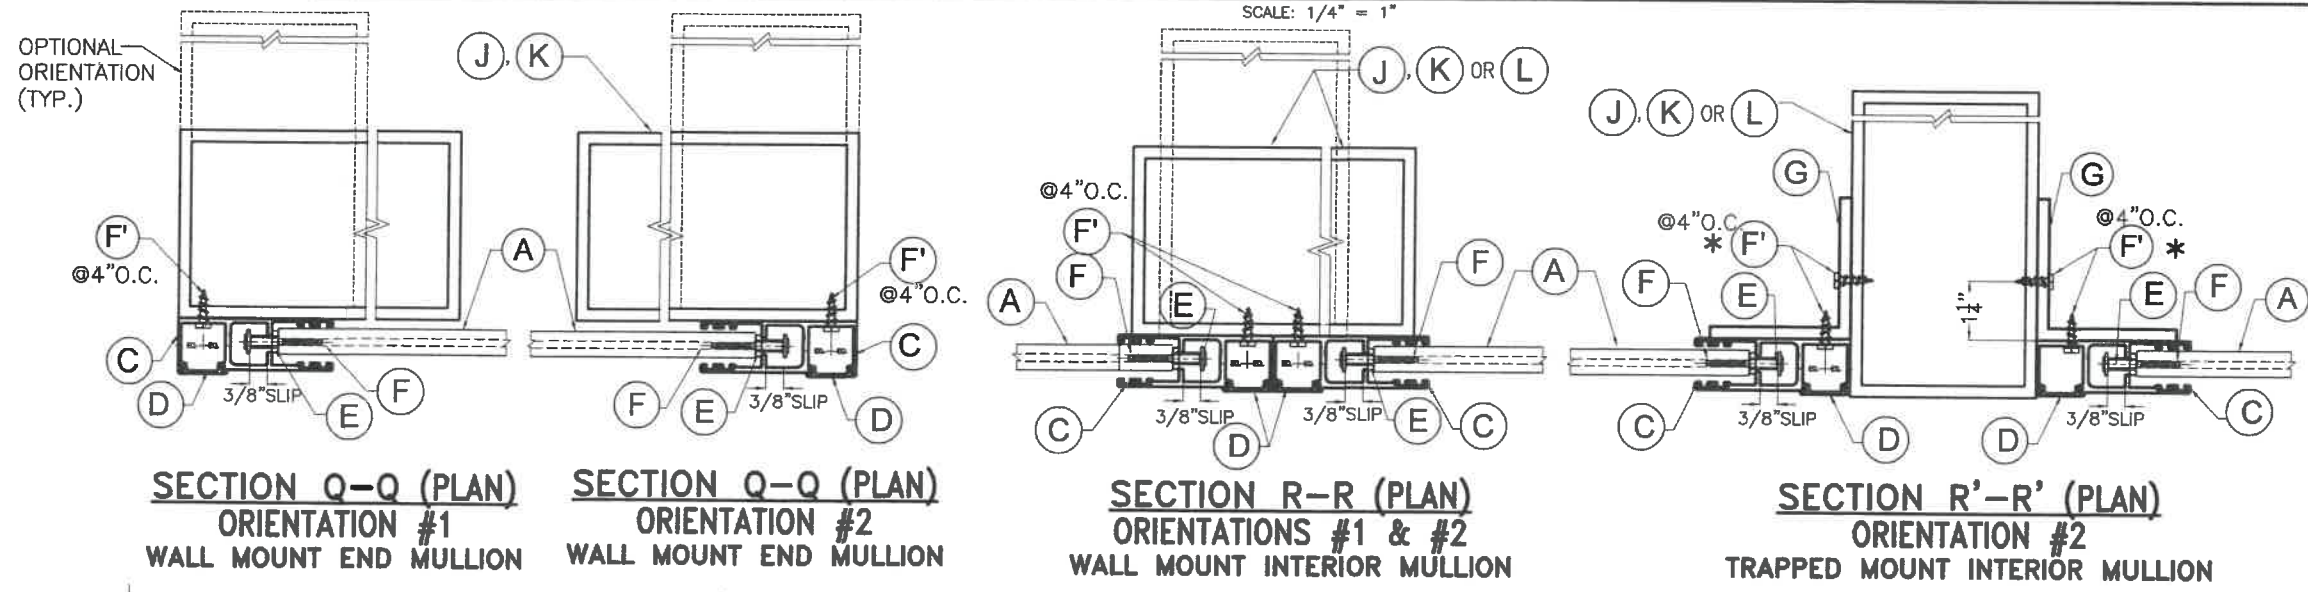 SCALE: 1/4" = 1"
OPTIONAL
ORIENTATION
(TYP.)
F'
@4"O.C.
C
D
3/8"SLIP
E
F
A
J, K
F'
@4"O.C.
C
F
E
3/8"SLIP
D
SECTION Q-Q (PLAN)
ORIENTATION #1
WALL MOUNT END MULLION
SECTION Q-Q (PLAN)
ORIENTATION #2
WALL MOUNT END MULLION
J, K OR L
@4"O.C.
F'
F
A
E
F
A
C
3/8"SLIP
D
3/8"SLIP
E
C
SECTION R-R (PLAN)
ORIENTATIONS #1 & #2
WALL MOUNT INTERIOR MULLION
J, K OR L
G
G
@4"O.C.
* F'
@4"O.C.
F' *
F
E
1¼"
E
F
A
C
3/8"SLIP
D
D
3/8"SLIP
C
SECTION R'-R' (PLAN)
ORIENTATION #2
TRAPPED MOUNT INTERIOR MULLION